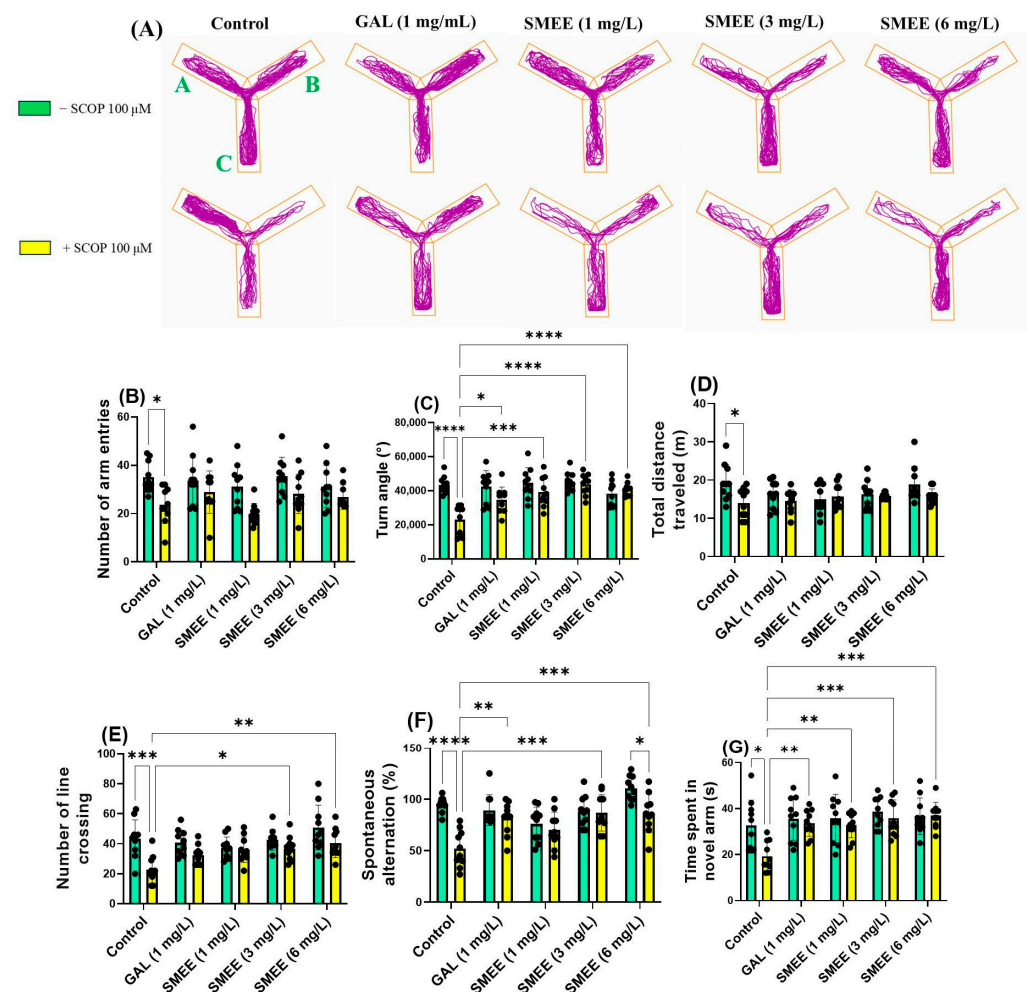 (A)
Control
GAL (1 mg/mL)
SMEE (1 mg/L)
SMEE (3 mg/L)
SMEE (6 mg/L)
A
B
C
− SCOP 100 μM
+ SCOP 100 μM
(B)
Number of arm entries
60
40
20
0
*
Control
GAL (1 mg/L)
SMEE (1 mg/L)
SMEE (3 mg/L)
SMEE (6 mg/L)
(C)
Turn angle (°)
80,000
60,000
40,000
20,000
0
****
****
*
****
***
Control
GAL (1 mg/L)
SMEE (1 mg/L)
SMEE (3 mg/L)
SMEE (6 mg/L)
(D)
Total distance
traveled (m)
40
30
20
10
0
*
Control
GAL (1 mg/L)
SMEE (1 mg/L)
SMEE (3 mg/L)
SMEE (6 mg/L)
(E)
Number of line
crossing
100
80
60
40
20
0
**
***
*
Control
GAL (1 mg/L)
SMEE (1 mg/L)
SMEE (3 mg/L)
SMEE (6 mg/L)
(F)
Spontaneous
alternation (%)
150
100
50
0
***
**
****
***
*
Control
GAL (1 mg/L)
SMEE (1 mg/L)
SMEE (3 mg/L)
SMEE (6 mg/L)
(G)
Time spent in
novel arm (s)
60
40
20
0
***
***
**
*
**
Control
GAL (1 mg/L)
SMEE (1 mg/L)
SMEE (3 mg/L)
SMEE (6 mg/L)